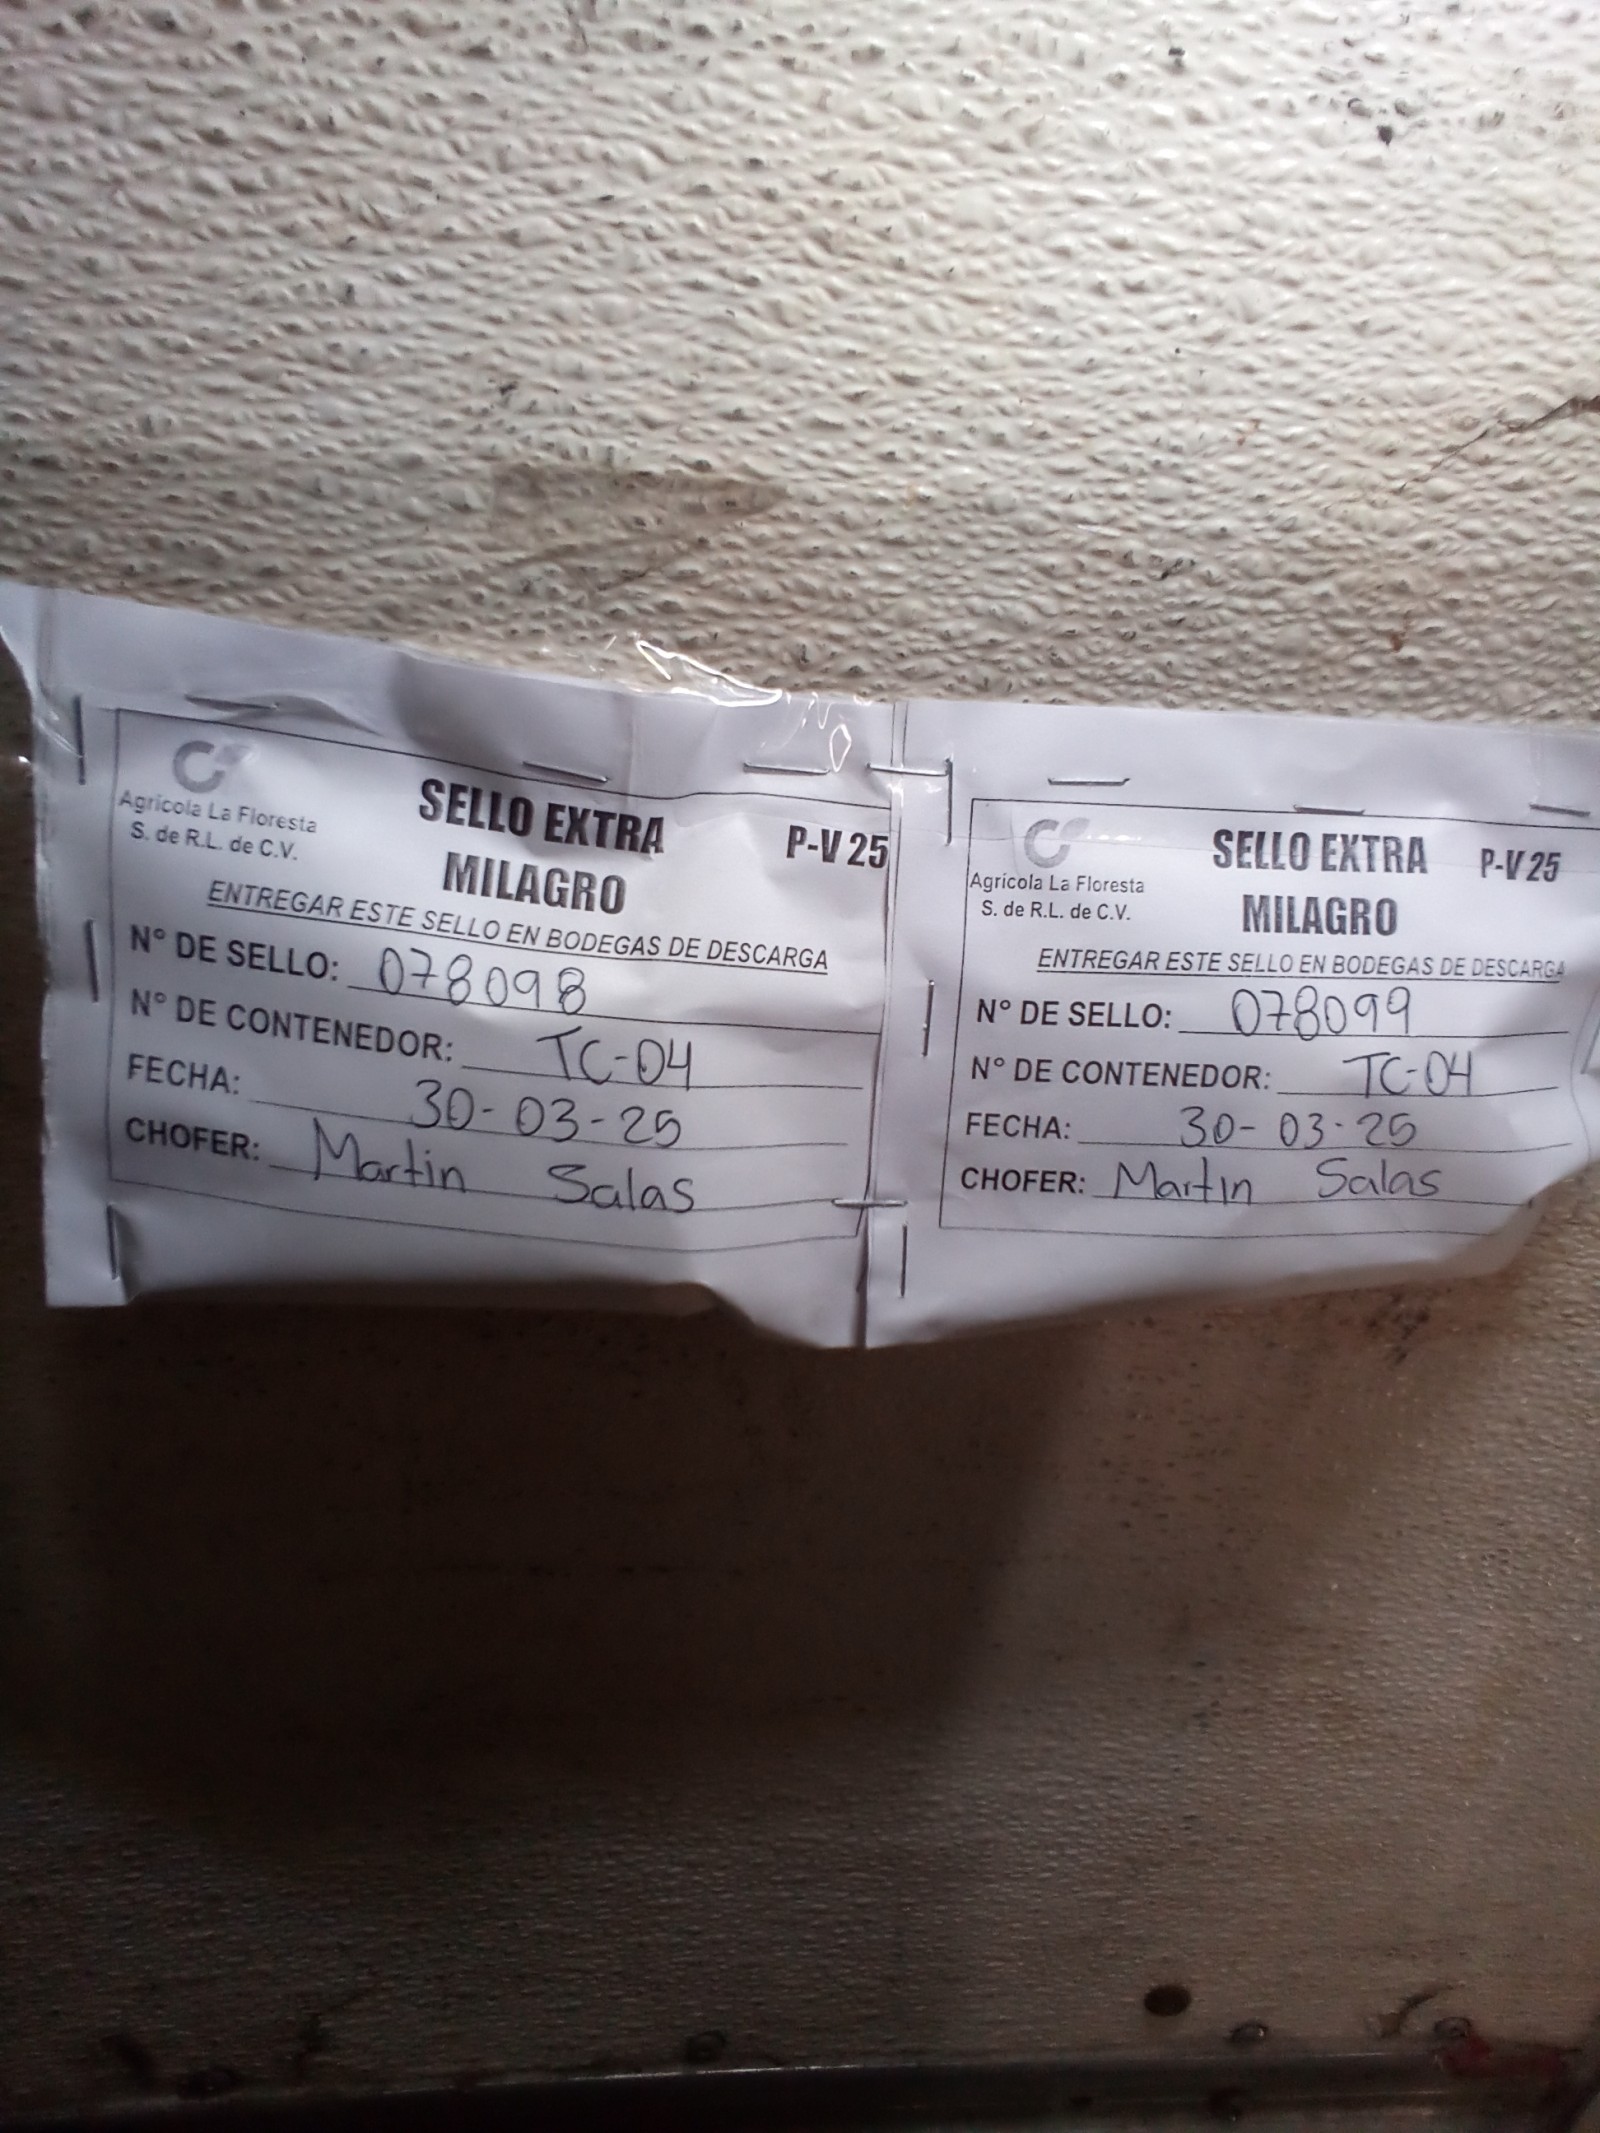 Agrícola La Floresta
S. de R.L. de C.V.
SELLO EXTRA
MILAGRO
P-V 25
ENTREGAR ESTE SELLO EN BODEGAS DE DESCARGA
N° DE SELLO: 078098
N° DE CONTENEDOR: TC-04
FECHA: 30-03-25
CHOFER: Martin Salas
Agrícola La Floresta
S. de R.L. de C.V.
SELLO EXTRA
MILAGRO
P-V 25
ENTREGAR ESTE SELLO EN BODEGAS DE DESCARGA
N° DE SELLO: 078099
N° DE CONTENEDOR: TC-04
FECHA: 30-03-25
CHOFER: Martin Salas